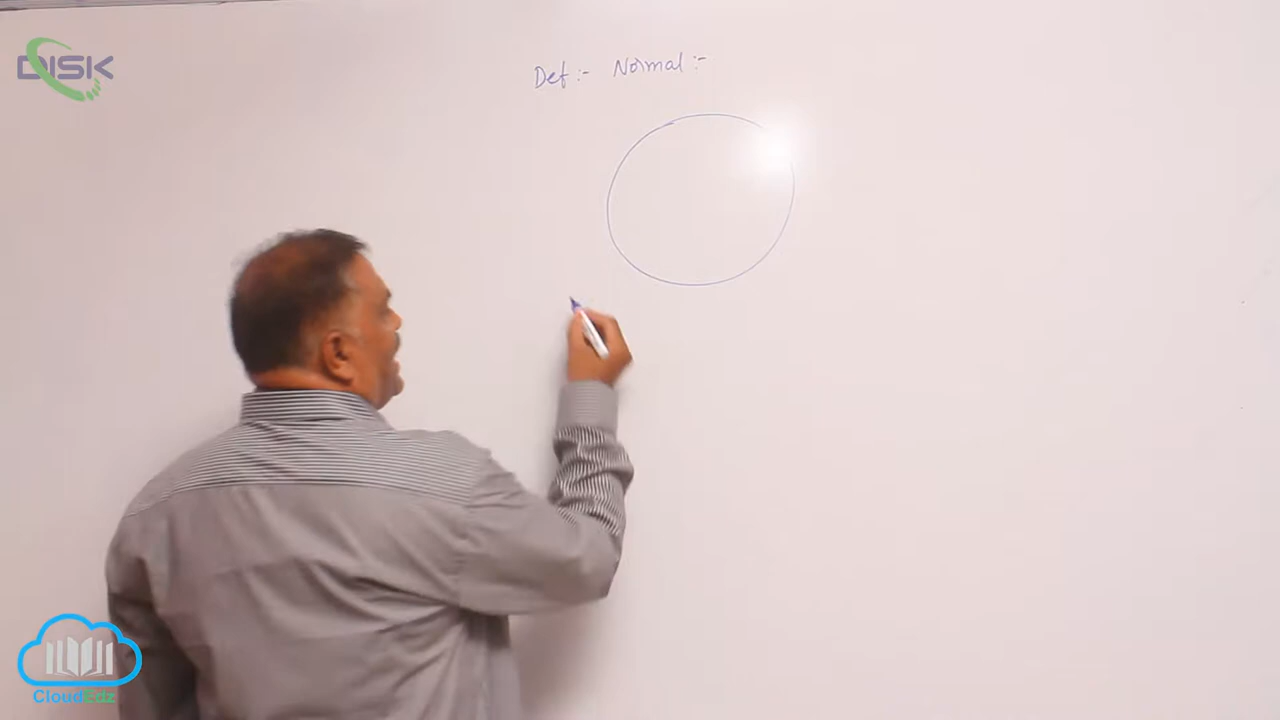 DISK
Def :- Normal :-
CloudEdz